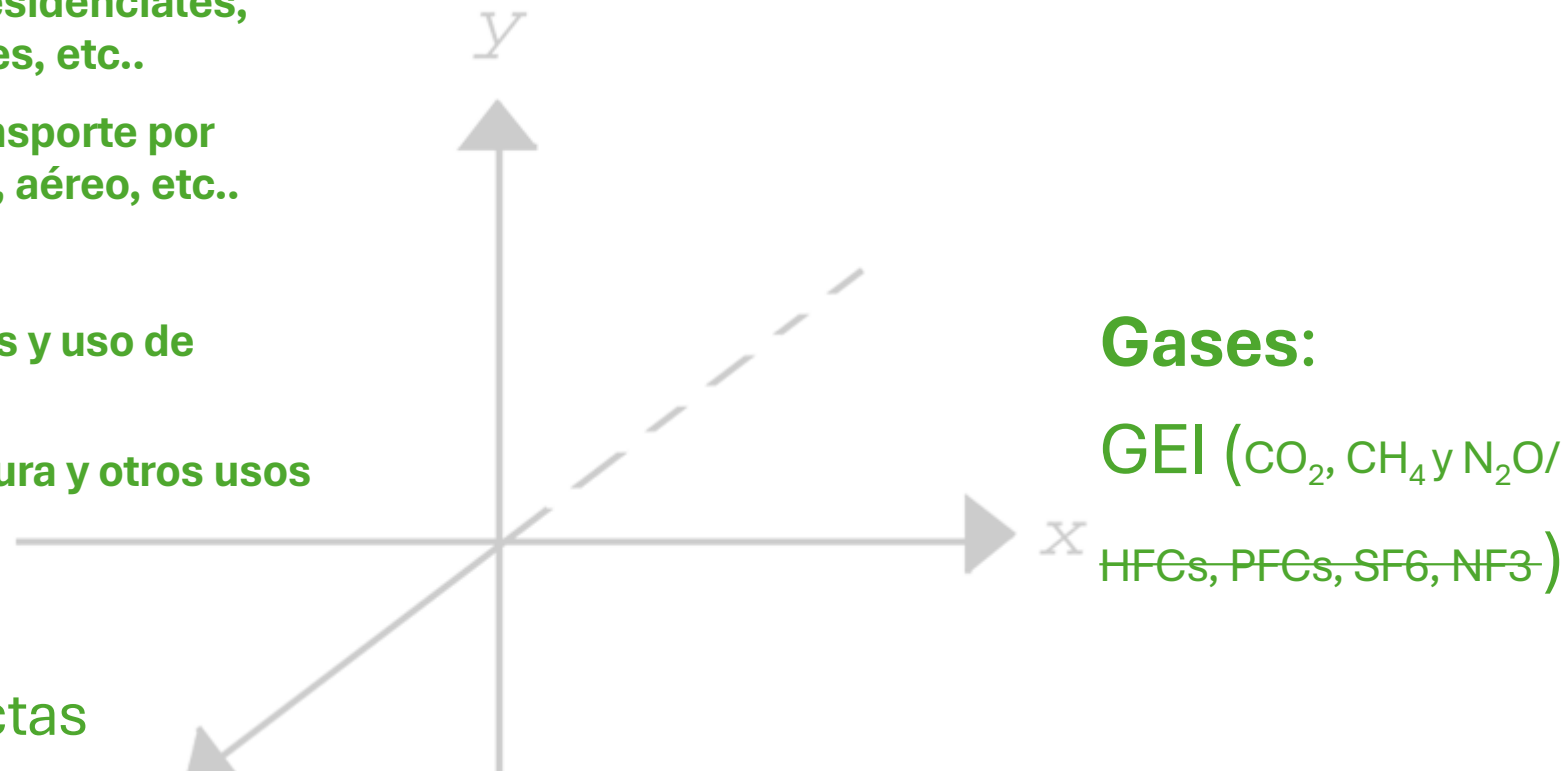 esidenciales,
es, etc..
nsporte por
, aéreo, etc..
s y uso de
ura y otros usos
ctas
y
x
Gases:
GEI (CO₂, CH₄ y N₂O/
HFCs, PFCs, SF6, NF3 )